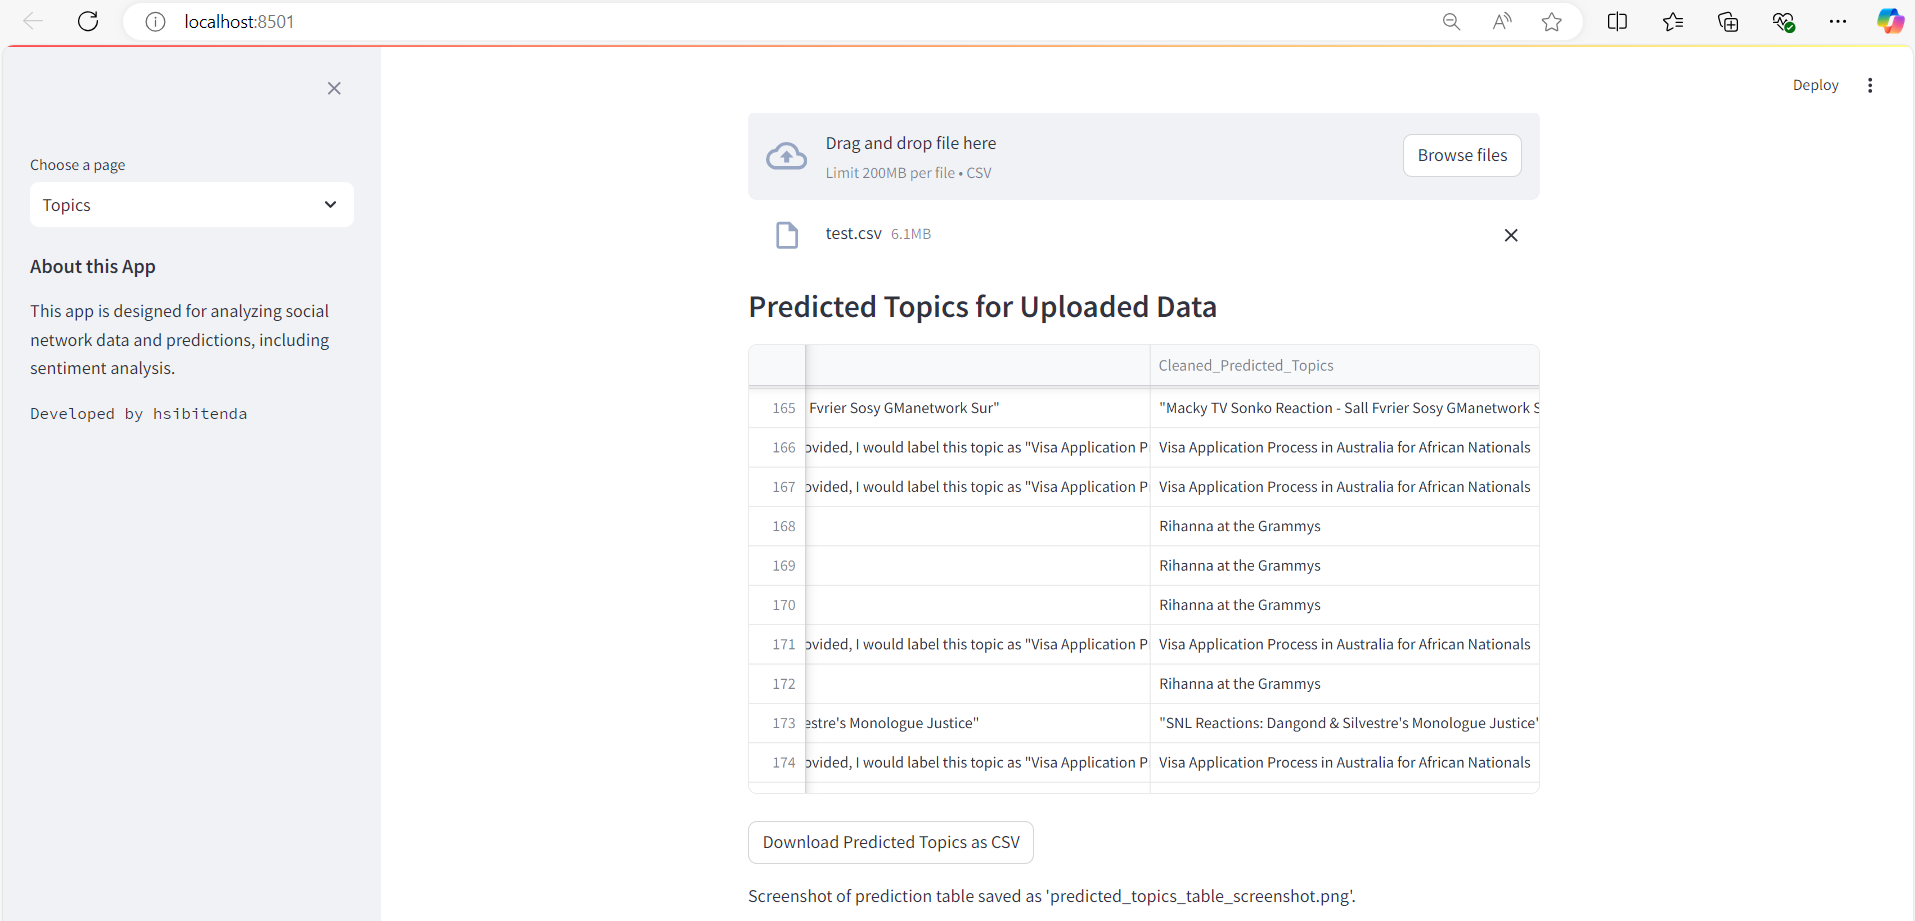 localhost:8501
Deploy
Choose a page
Topics
About this App
This app is designed for analyzing social
network data and predictions, including
sentiment analysis.
Developed by hsibitenda
Drag and drop file here
Limit 200MB per file • CSV
Browse files
test.csv 6.1MB
Predicted Topics for Uploaded Data
Cleaned_Predicted_Topics
165 Fvrier Sosy GManetwork Sur" "Macky TV Sonko Reaction - Sall Fvrier Sosy GManetwork S
166 ovided, I would label this topic as "Visa Application P Visa Application Process in Australia for African Nationals
167 ovided, I would label this topic as "Visa Application P Visa Application Process in Australia for African Nationals
168 Rihanna at the Grammys
169 Rihanna at the Grammys
170 Rihanna at the Grammys
171 ovided, I would label this topic as "Visa Application P Visa Application Process in Australia for African Nationals
172 Rihanna at the Grammys
173 estre's Monologue Justice" "SNL Reactions: Dangond & Silvestre's Monologue Justice"
174 ovided, I would label this topic as "Visa Application P Visa Application Process in Australia for African Nationals
Download Predicted Topics as CSV
Screenshot of prediction table saved as 'predicted_topics_table_screenshot.png'.